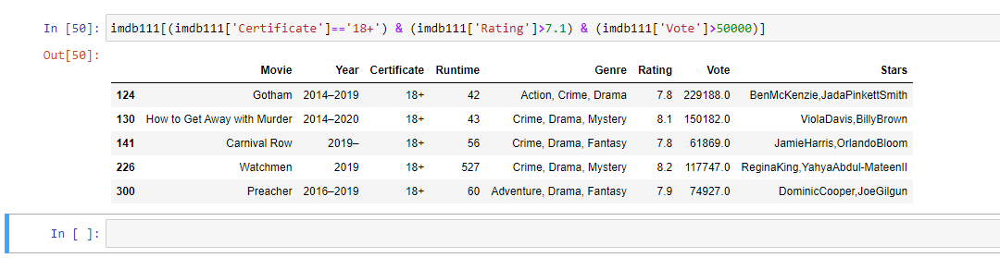 In [50]: imdb111[(imdb111['Certificate']=='18+') & (imdb111['Rating']>7.1) & (imdb111['Vote']>50000)]
Out[50]:
Movie Year Certificate Runtime Genre Rating Vote Stars
124 Gotham 2014–2019 18+ 42 Action, Crime, Drama 7.8 229188.0 BenMcKenzie,JadaPinkettSmith
130 How to Get Away with Murder 2014–2020 18+ 43 Crime, Drama, Mystery 8.1 150182.0 ViolaDavis,BillyBrown
141 Carnival Row 2019– 18+ 56 Crime, Drama, Fantasy 7.8 61869.0 JamieHarris,OrlandoBloom
226 Watchmen 2019 18+ 527 Crime, Drama, Mystery 8.2 117747.0 ReginaKing,YahyaAbdul-MateenII
300 Preacher 2016–2019 18+ 60 Adventure, Drama, Fantasy 7.9 74927.0 DominicCooper,JoeGilgun
In [ ]: